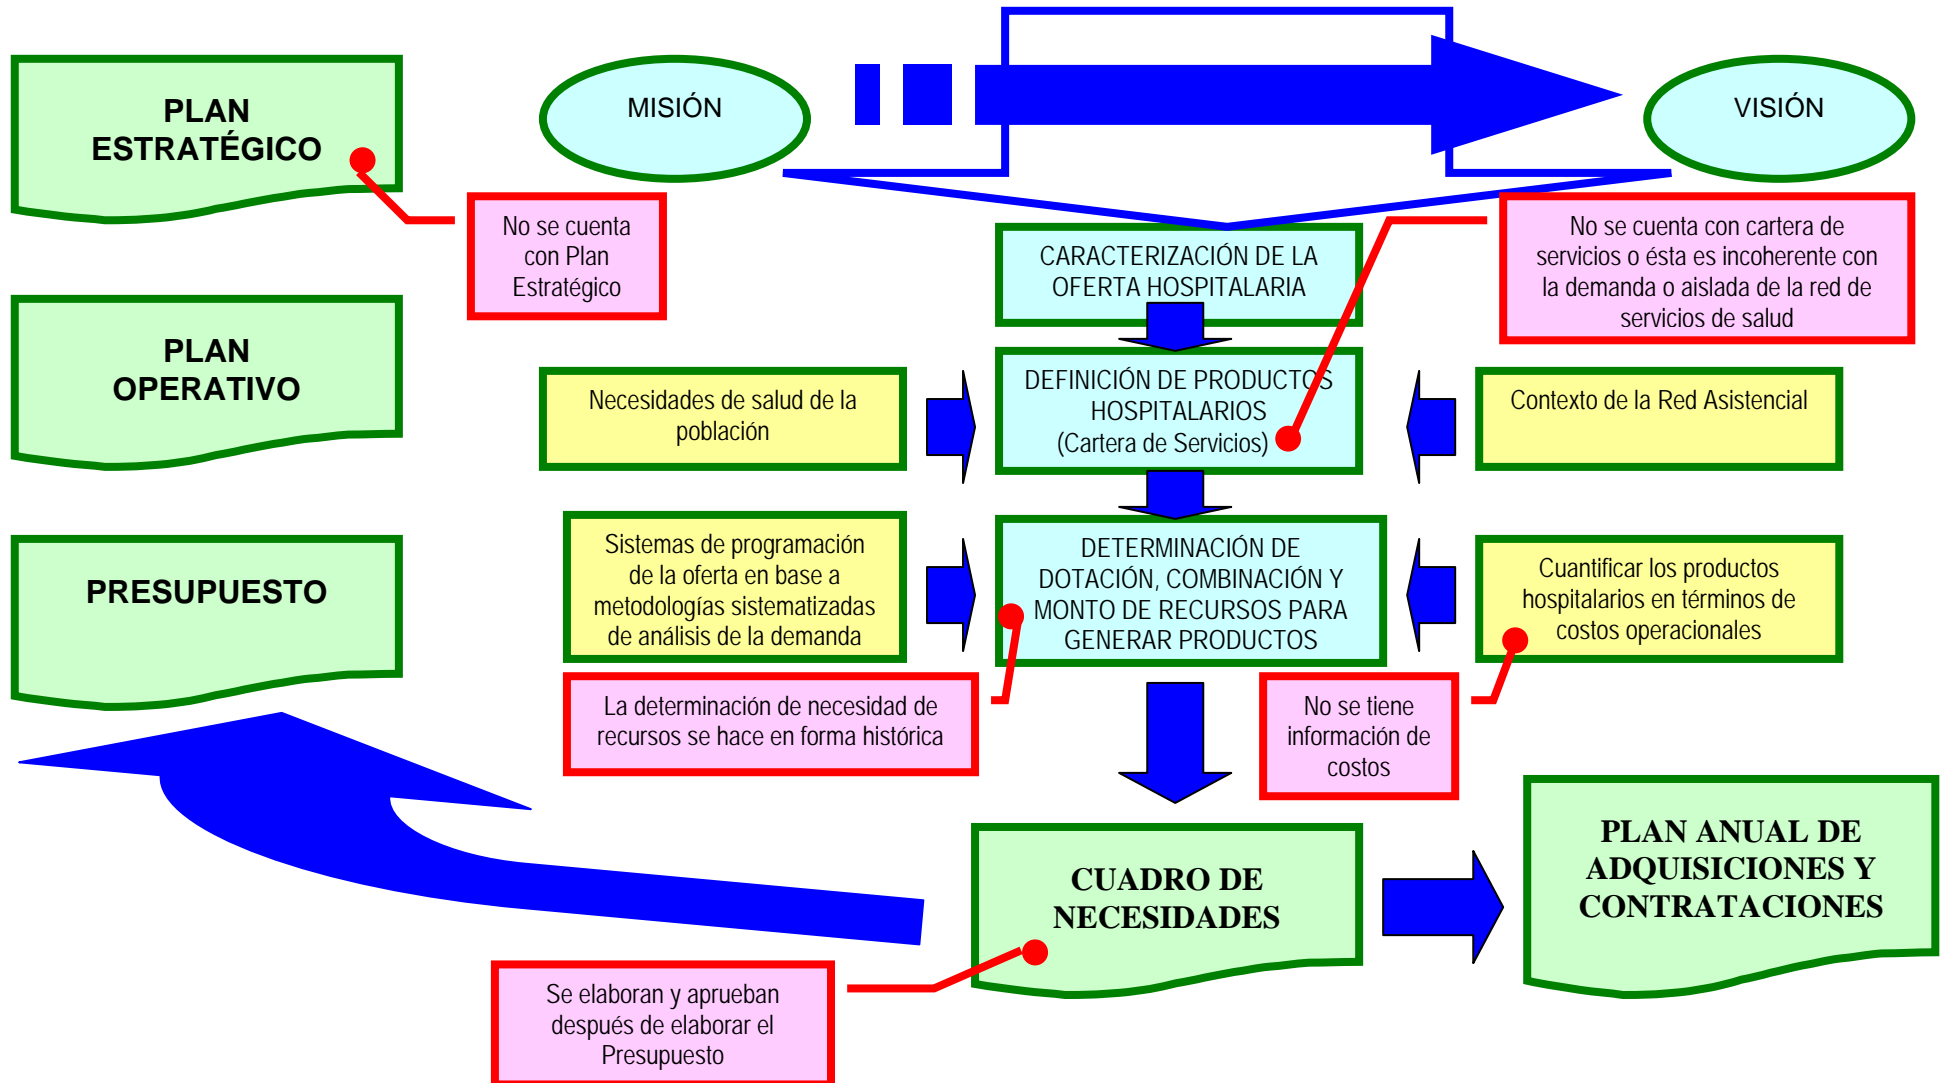 PLAN
ESTRATÉGICO
MISIÓN
VISIÓN
No se cuenta
con Plan
Estratégico
CARACTERIZACIÓN DE LA
OFERTA HOSPITALARIA
No se cuenta con cartera de
servicios o ésta es incoherente con
la demanda o aislada de la red de
servicios de salud
PLAN
OPERATIVO
Necesidades de salud de la
población
DEFINICIÓN DE PRODUCTOS
HOSPITALARIOS
(Cartera de Servicios)
Contexto de la Red Asistencial
PRESUPUESTO
Sistemas de programación
de la oferta en base a
metodologías sistematizadas
de análisis de la demanda
DETERMINACIÓN DE
DOTACIÓN, COMBINACIÓN Y
MONTO DE RECURSOS PARA
GENERAR PRODUCTOS
Cuantificar los productos
hospitalarios en términos de
costos operacionales
La determinación de necesidad de
recursos se hace en forma histórica
No se tiene
información de
costos
CUADRO DE
NECESIDADES
PLAN ANUAL DE
ADQUISICIONES Y
CONTRATACIONES
Se elaboran y aprueban
después de elaborar el
Presupuesto